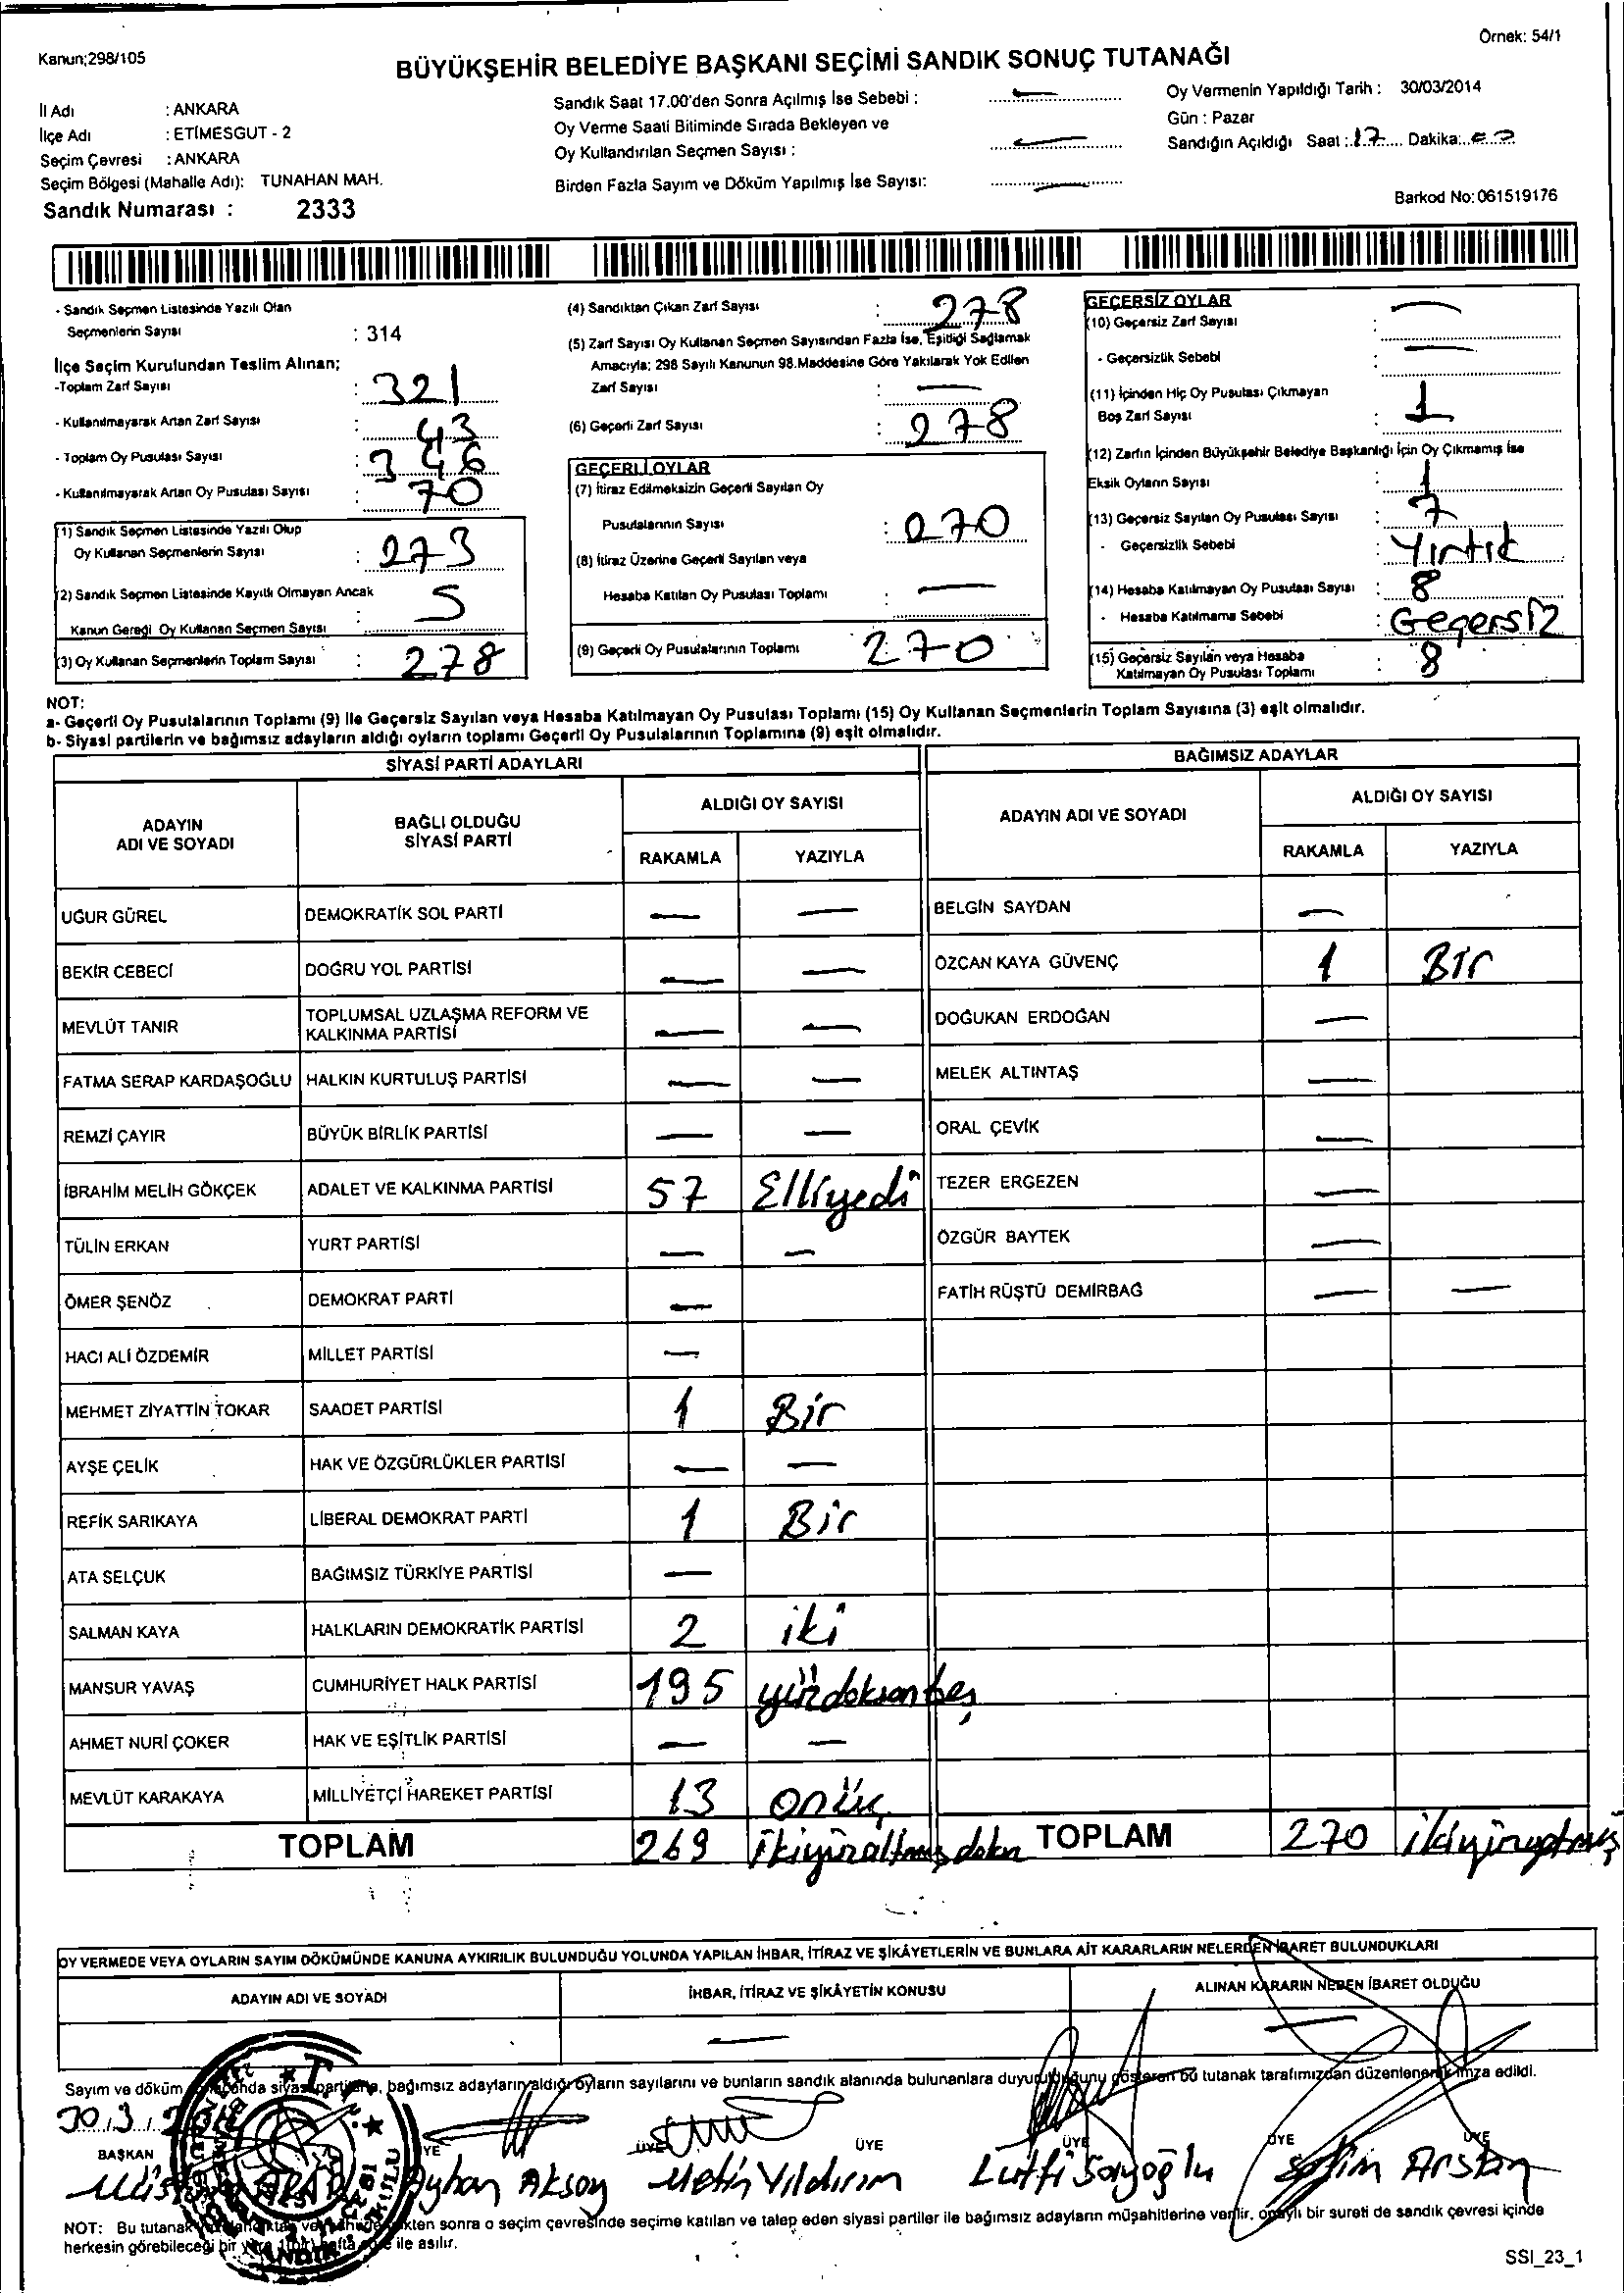 Örnek: 54/1
Kanun;298/105
BÜYÜKŞEHİR BELEDİYE BAŞKANI SEÇİMİ SANDIK SONUÇ TUTANAĞI
İl Adı : ANKARA
İlçe Adı : ETİMESGUT - 2
Seçim Çevresi : ANKARA
Seçim Bölgesi (Mahalle Adı): TUNAHAN MAH.
Sandık Numarası : 2333
Sandık Saat 17.00'den Sonra Açılmış İse Sebebi :
Oy Verme Saati Bitiminde Sırada Bekleyen ve
Oy Kullandırılan Seçmen Sayısı :
Birden Fazla Sayım ve Döküm Yapılmış İse Sayısı:
Oy Vermenin Yapıldığı Tarih : 30/03/2014
Gün : Pazar
Sandığın Açıldığı Saat : 17 Dakika:
Barkod No: 061519176
- Sandık Seçmen Listesinde Yazılı Olan
Seçmenlerin Sayısı : 314
İlçe Seçim Kurulundan Teslim Alınan;
-Toplam Zarf Sayısı : 321
- Kullanılmayarak Artan Zarf Sayısı : 43
- Toplam Oy Pusulası Sayısı : 346
- Kullanılmayarak Artan Oy Pusulası Sayısı : 70
(1) Sandık Seçmen Listesinde Yazılı Olup
Oy Kullanan Seçmenlerin Sayısı : 273
(2) Sandık Seçmen Listesinde Kayıtlı Olmayan Ancak
Kanun Gereği Oy Kullanan Seçmen Sayısı : 5
(3) Oy Kullanan Seçmenlerin Toplam Sayısı : 278
(4) Sandıktan Çıkan Zarf Sayısı : 278
(5) Zarf Sayısı Oy Kullanan Seçmen Sayısından Fazla İse, Eşitliği Sağlamak
Amacıyla; 298 Sayılı Kanunun 98.Maddesine Göre Yakılarak Yok Edilen
Zarf Sayısı :
(6) Geçerli Zarf Sayısı : 278
GEÇERLİ OYLAR
(7) İtiraz Edilmeksizin Geçerli Sayılan Oy
Pusulalarının Sayısı : 270
(8) İtiraz Üzerine Geçerli Sayılan veya
Hesaba Katılan Oy Pusulası Toplamı :
(9) Geçerli Oy Pusulalarının Toplamı 270
GEÇERSİZ OYLAR
(10) Geçersiz Zarf Sayısı :
- Geçersizlik Sebebi :
(11) İçinden Hiç Oy Pusulası Çıkmayan
Boş Zarf Sayısı : 1
(12) Zarfın İçinden Büyükşehir Belediye Başkanlığı İçin Oy Çıkmamış İse
Eksik Oyların Sayısı : 1
(13) Geçersiz Sayılan Oy Pusulası Sayısı : 7
- Geçersizlik Sebebi : Yırtık
(14) Hesaba Katılmayan Oy Pusulası Sayısı : 8
- Hesaba Katılmama Sebebi : Geçersiz
(15) Geçersiz Sayılan veya Hesaba
Katılmayan Oy Pusulası Toplamı : 8
NOT:
a- Geçerli Oy Pusulalarının Toplamı (9) ile Geçersiz Sayılan veya Hesaba Katılmayan Oy Pusulası Toplamı (15) Oy Kullanan Seçmenlerin Toplam Sayısına (3) eşit olmalıdır.
b- Siyasi partilerin ve bağımsız adayların aldığı oyların toplamı Geçerli Oy Pusulalarının Toplamına (9) eşit olmalıdır.
SİYASİ PARTİ ADAYLARI
ADAYIN
ADI VE SOYADI
BAĞLI OLDUĞU
SİYASİ PARTİ
ALDIĞI OY SAYISI
RAKAMLA YAZIYLA
UĞUR GÜREL DEMOKRATİK SOL PARTİ
BEKİR CEBECİ DOĞRU YOL PARTİSİ
MEVLÜT TANIR TOPLUMSAL UZLAŞMA REFORM VE
KALKINMA PARTİSİ
FATMA SERAP KARDAŞOĞLU HALKIN KURTULUŞ PARTİSİ
REMZİ ÇAYIR BÜYÜK BİRLİK PARTİSİ
İBRAHİM MELİH GÖKÇEK ADALET VE KALKINMA PARTİSİ 57 Elliyedi
TÜLİN ERKAN YURT PARTİSİ
ÖMER ŞENÖZ DEMOKRAT PARTİ
HACI ALİ ÖZDEMİR MİLLET PARTİSİ
MEHMET ZİYATTİN TOKAR SAADET PARTİSİ 1 Bir
AYŞE ÇELİK HAK VE ÖZGÜRLÜKLER PARTİSİ
REFİK SARIKAYA LİBERAL DEMOKRAT PARTİ 1 Bir
ATA SELÇUK BAĞIMSIZ TÜRKİYE PARTİSİ
SALMAN KAYA HALKLARIN DEMOKRATİK PARTİSİ 2 iki
MANSUR YAVAŞ CUMHURİYET HALK PARTİSİ 195 yüzdoksanbeş
AHMET NURİ ÇOKER HAK VE EŞİTLİK PARTİSİ
MEVLÜT KARAKAYA MİLLİYETÇİ HAREKET PARTİSİ 13 onüç
TOPLAM 269
BAĞIMSIZ ADAYLAR
ADAYIN ADI VE SOYADI
ALDIĞI OY SAYISI
RAKAMLA YAZIYLA
BELGİN SAYDAN
ÖZCAN KAYA GÜVENÇ 1 Bir
DOĞUKAN ERDOĞAN
MELEK ALTINTAŞ
ORAL ÇEVİK
TEZER ERGEZEN
ÖZGÜR BAYTEK
FATİH RÜŞTÜ DEMİRBAĞ
TOPLAM 270
OY VERMEDE VEYA OYLARIN SAYIM DÖKÜMÜNDE KANUNA AYKIRILIK BULUNDUĞU YOLUNDA YAPILAN İHBAR, İTİRAZ VE ŞİKÂYETLERİN VE BUNLARA AİT KARARLARIN NELERDEN İBARET BULUNDUKLARI
ADAYIN ADI VE SOYADI
İHBAR, İTİRAZ VE ŞİKÂYETİN KONUSU
ALINAN KARARIN NEDEN İBARET OLDUĞU
Sayım ve döküm siyasi partilerin, bağımsız adayların aldığı oyların sayılarını ve bunların sandık alanında bulunanlara duyurulduğunu gösteren bu tutanak tarafımızdan düzenlenerek imza edildi.
BAŞKAN ÜYE ÜYE ÜYE ÜYE ÜYE
Ayhan Aksoy Metin Yıldırım Lütfi Arslan
NOT: Bu tutanak sonra o seçim çevresinde seçime katılan ve talep eden siyasi partiler ile bağımsız adayların müşahitlerine verilir, onaylı bir sureti de sandık çevresi içinde
herkesin görebileceği bir ile asılır.
SSI_23_1